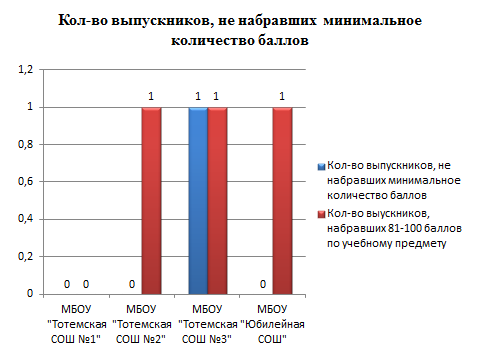 Кол-во выпускников, не набравших минимальное
количество баллов
1,2
1
0,8
0,6
0,4
0,2
0
0 0
0 1
1 1
0 1
МБОУ
"Тотемская
СОШ №1"
МБОУ
"Тотемская
СОШ №2"
МБОУ
"Тотемская
СОШ №3"
МБОУ
"Юбилейная
СОШ"
Кол-во выпускников, не
набравших минимальное
количество баллов
Кол-во выускников,
набравших 81-100 баллов
по учебному предмету